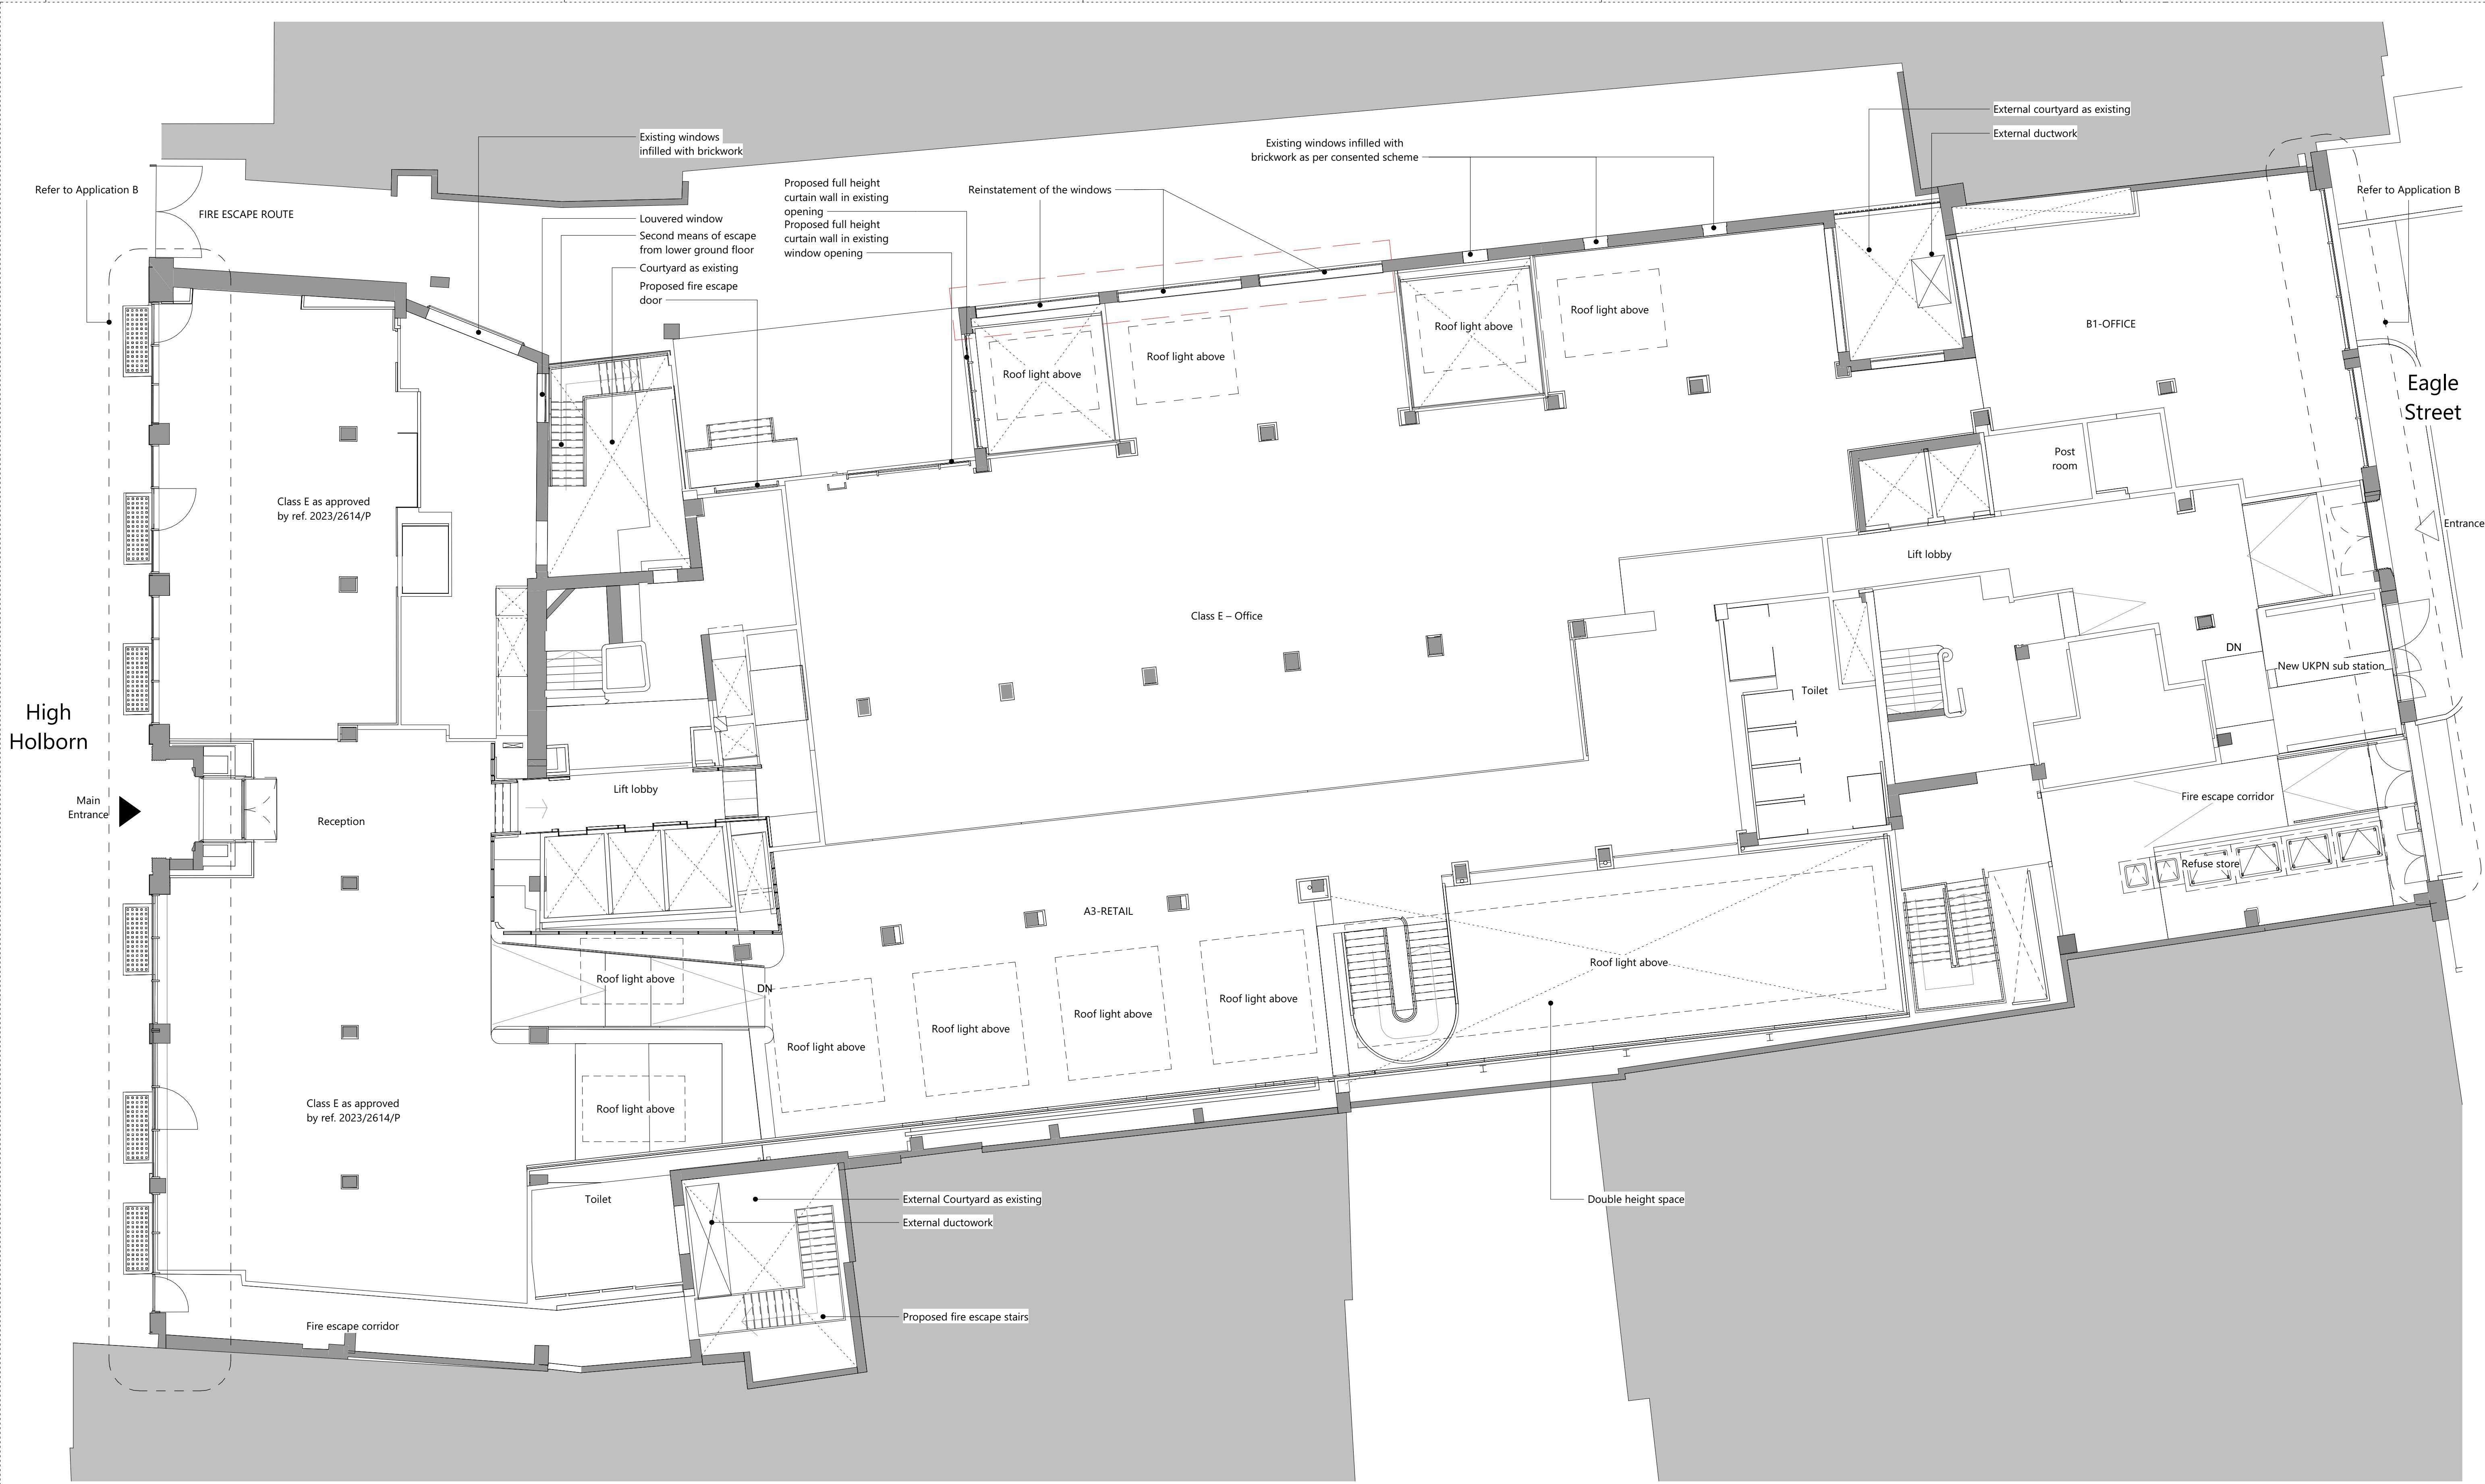 External courtyard as existing
External ductwork
Existing windows
infilled with brickwork
Existing windows infilled with
brickwork as per consented scheme
Refer to Application B
FIRE ESCAPE ROUTE
Proposed full height
curtain wall in existing
opening
Proposed full height
curtain wall in existing
window opening
Reinstatement of the windows
Refer to Application B
Louvered window
Second means of escape
from lower ground floor
Courtyard as existing
Proposed fire escape
door
Roof light above
Roof light above
Roof light above
Roof light above
B1-OFFICE
Eagle
Street
Post
room
Class E as approved
by ref. 2023/2614/P
Entrance
Lift lobby
Class E – Office
DN
New UKPN sub station
Toilet
High
Holborn
Main
Entrance
Reception
Lift lobby
Fire escape corridor
Refuse store
A3-RETAIL
Roof light above
DN
Roof light above
Roof light above
Roof light above
Roof light above
Roof light above
Class E as approved
by ref. 2023/2614/P
Roof light above
Toilet
External Courtyard as existing
External ductowork
Double height space
Proposed fire escape stairs
Fire escape corridor